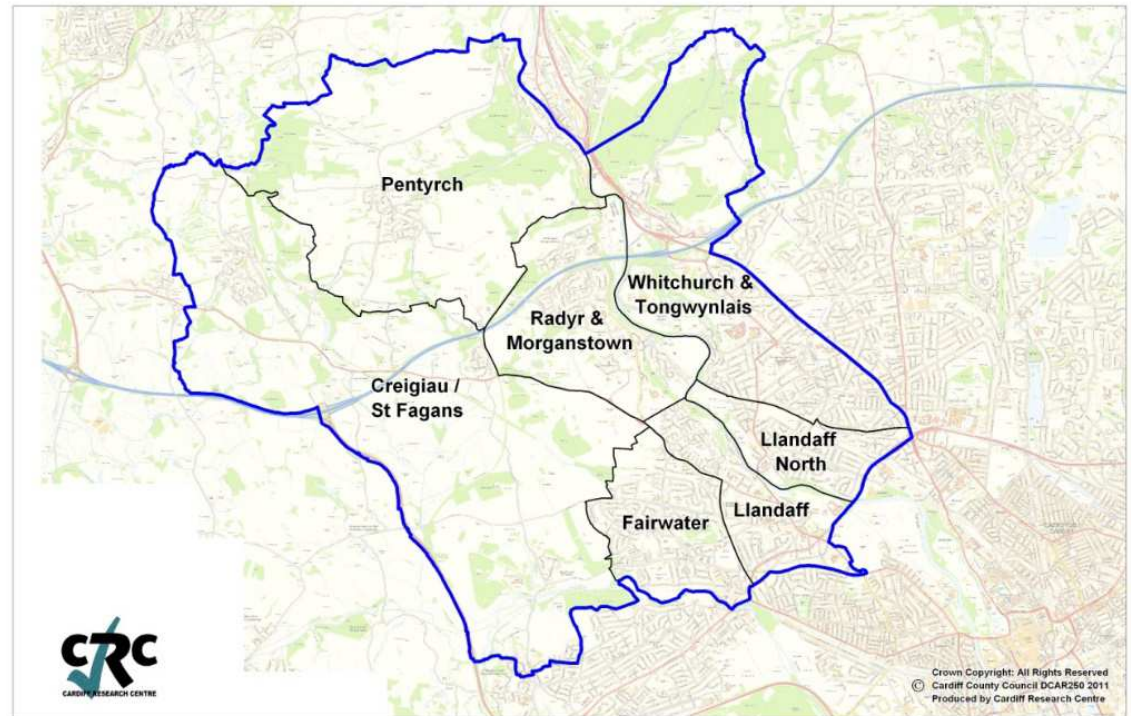 Pentyrch
Whitchurch &
Tongwynlais
Radyr &
Morganstown
Creigiau /
St Fagans
Llandaff
North
Llandaff
Fairwater
CRC
CARDIFF RESEARCH CENTRE
Crown Copyright: All Rights Reserved
© Cardiff County Council DCAR250 2011
Produced by Cardiff Research Centre